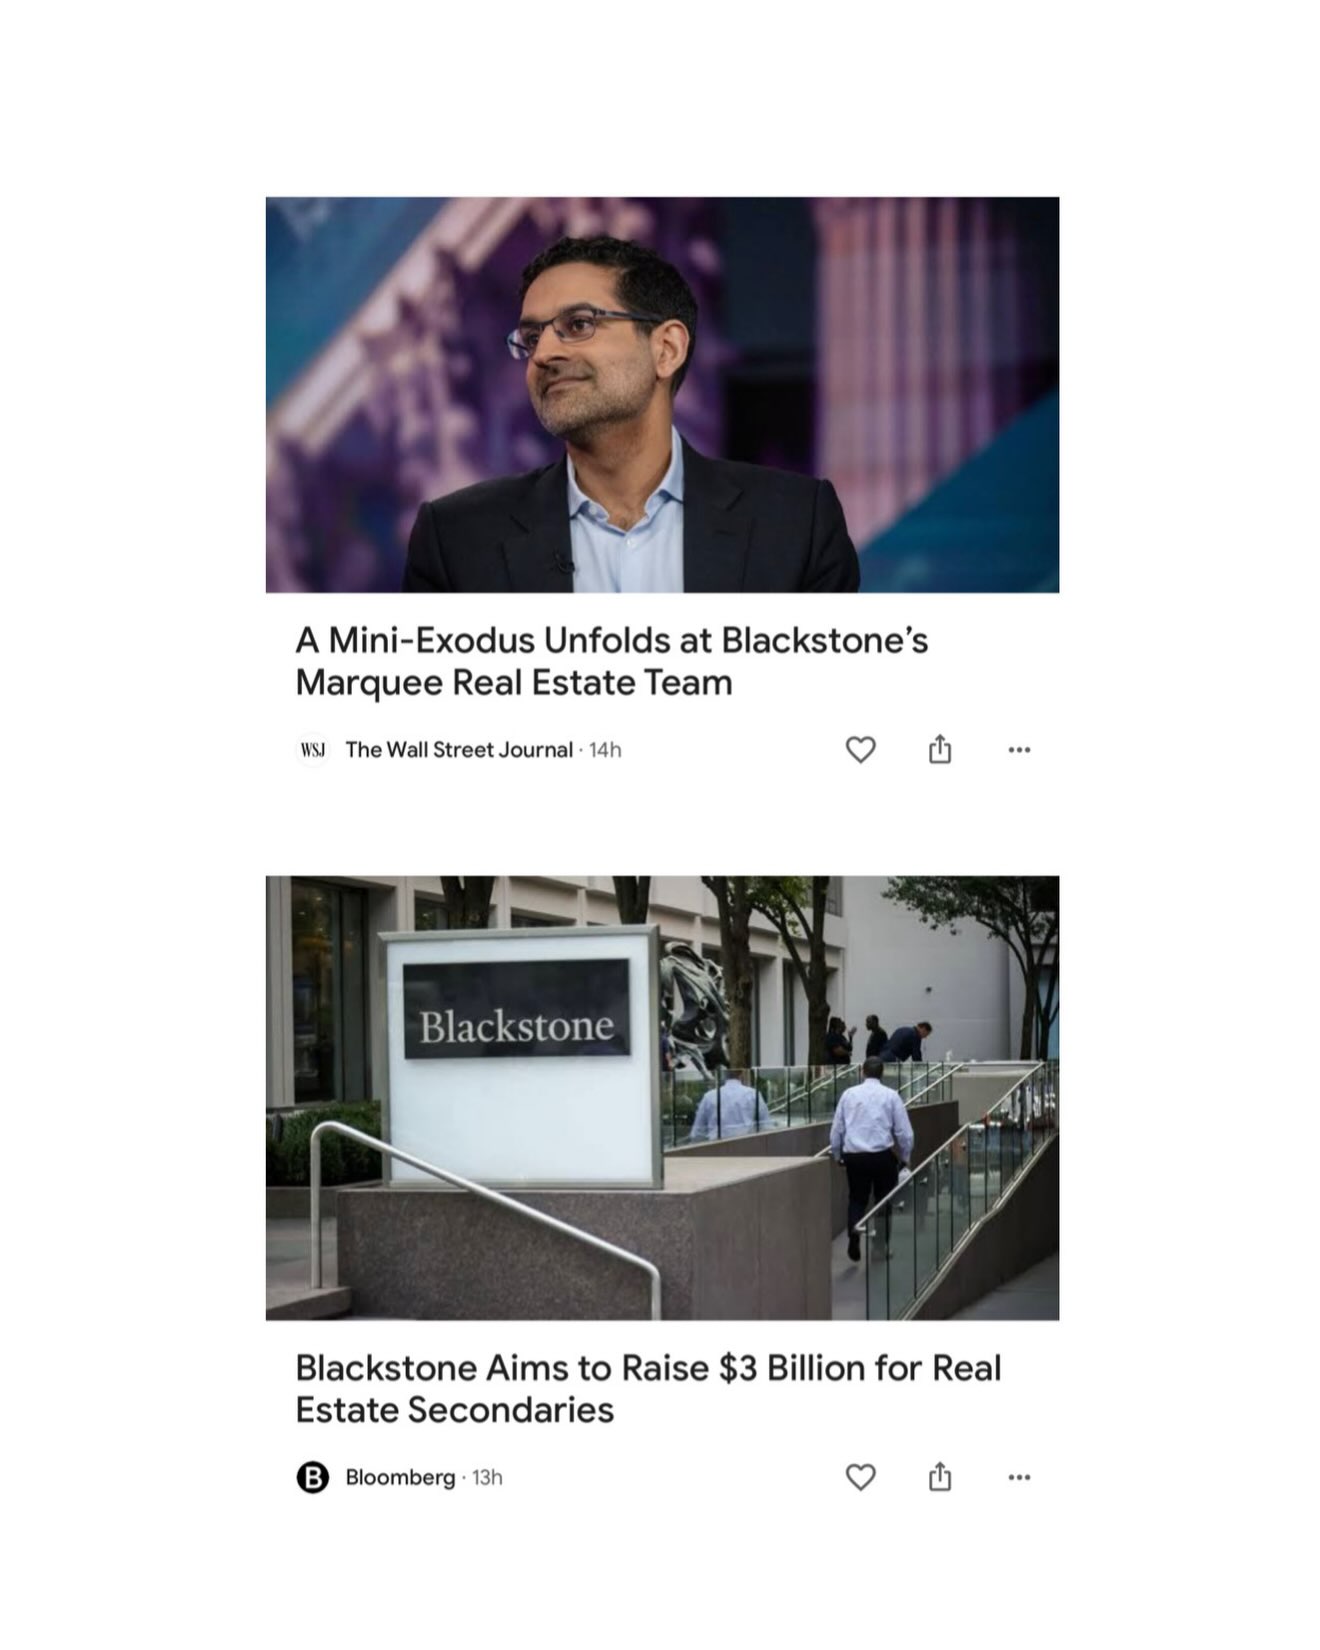 A Mini-Exodus Unfolds at Blackstone’s
Marquee Real Estate Team
WSJ The Wall Street Journal · 14h
Blackstone
Blackstone Aims to Raise $3 Billion for Real
Estate Secondaries
B Bloomberg · 13h